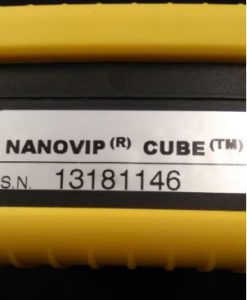 NANOVIP (R) CUBE (TM)
S.N. 13181146